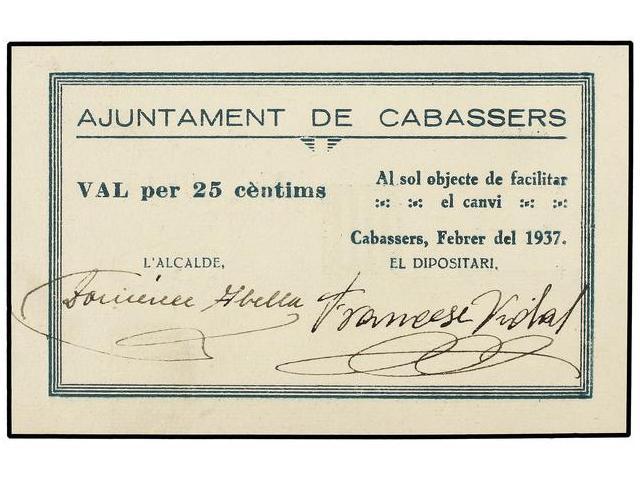 AJUNTAMENT DE CABASSERS
VAL per 25 cèntims
Al sol objecte de facilitar
el canvi
Cabassers, Febrer del 1937.
L'ALCALDE,
EL DIPOSITARI,
Domènec Abella
Francesc Vidal